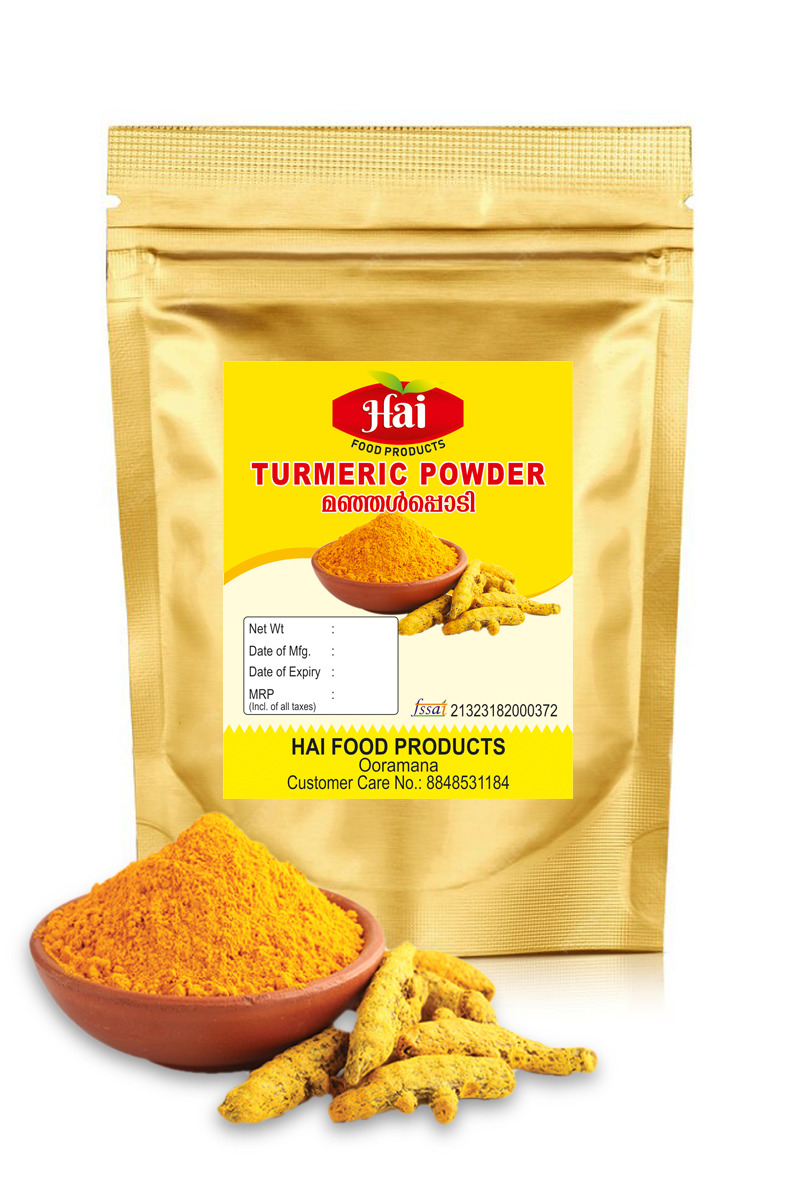 Hai
FOOD PRODUCTS
TURMERIC POWDER
മഞ്ഞൾപ്പൊടി
Net Wt :
Date of Mfg. :
Date of Expiry :
MRP :
(Incl. of all taxes)
fssai 21323182000372
HAI FOOD PRODUCTS
Ooramana
Customer Care No.: 8848531184